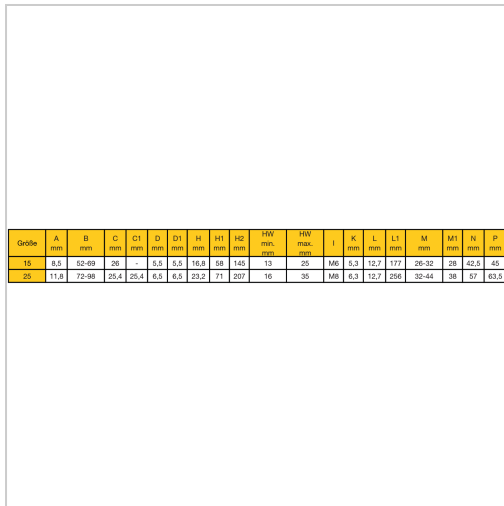 Größe A mm B mm C mm C1 mm D mm D1 mm H mm H1 mm H2 mm HW min. mm HW max. mm I K mm L mm L1 mm M mm M1 mm N mm P mm
15 8,5 52-69 26 - 5,5 5,5 16,8 58 145 13 25 M6 5,3 12,7 177 26-32 28 42,5 45
25 11,8 72-98 25,4 25,4 6,5 6,5 23,2 71 207 16 35 M8 6,3 12,7 256 32-44 38 57 63,5